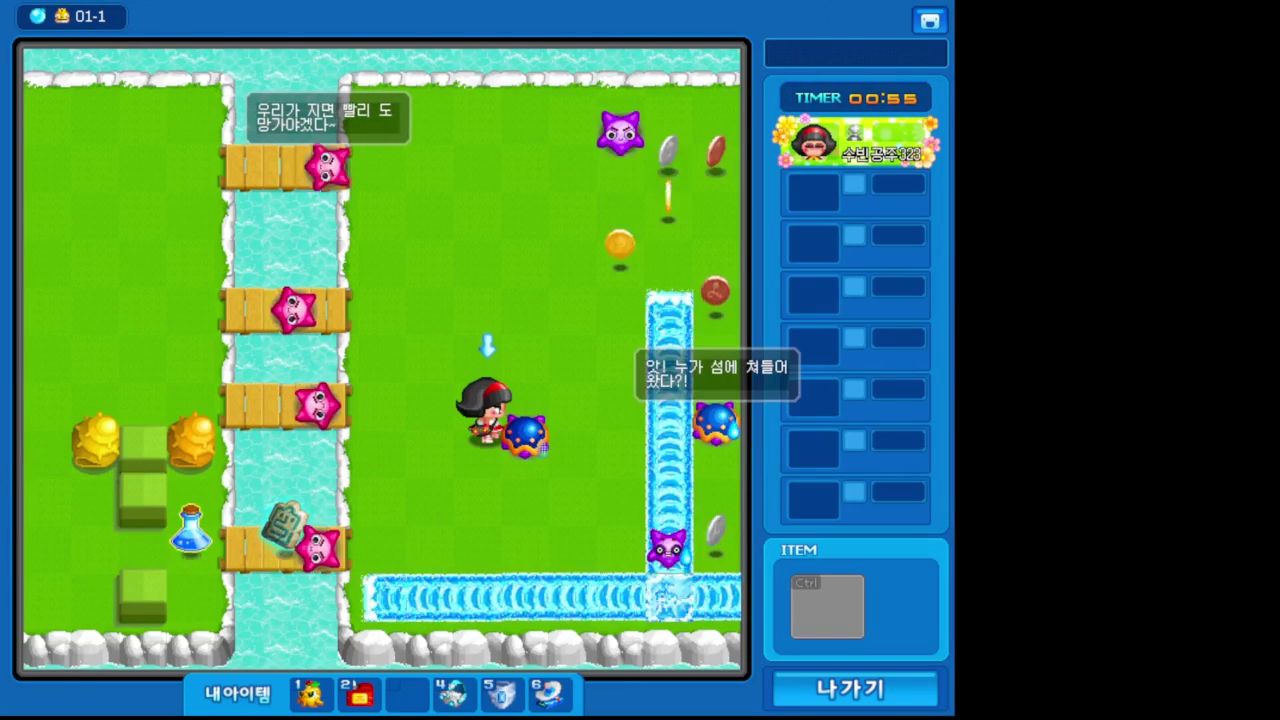 01-1
우리가 지면 빨리 도
망가야겠다~
TIMER 00:55
수빈공주323
앗! 누가 섬에 쳐들어
왔다?!
ITEM
Ctrl
내아이템
1
2
4
5
6
나가기